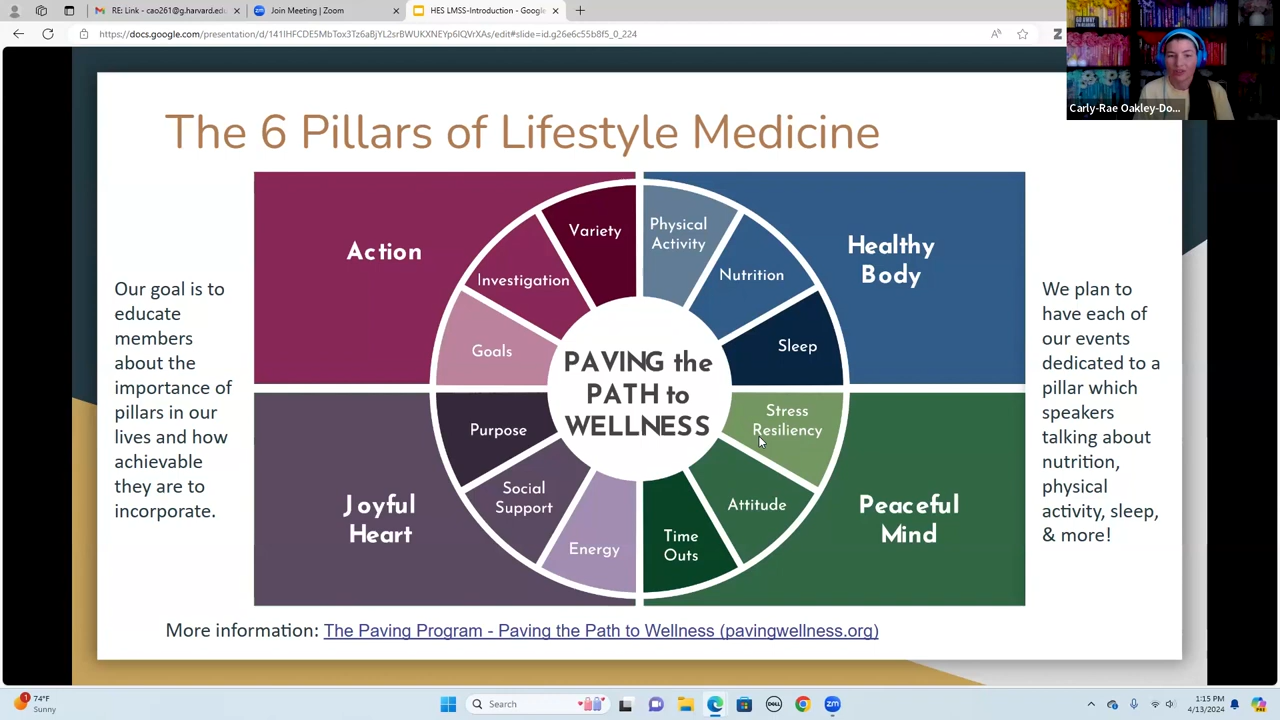 RE: Link - cao261@g.harvard.edu
Join Meeting | Zoom
HES LMSS-Introduction - Google
https://docs.google.com/presentation/d/
edit#slide=id.g26e6c55b8f5_0_224
Carly-Rae Oakley-Do...
The 6 Pillars of Lifestyle Medicine
Our goal is to
educate
members
about the
importance of
pillars in our
lives and how
achievable
they are to
incorporate.
Action
Variety
Investigation
Goals
Physical
Activity
Nutrition
Sleep
Healthy
Body
PAVING the
PATH to
WELLNESS
Purpose
Social
Support
Energy
Joyful
Heart
Stress
Resiliency
Attitude
Time
Outs
Peaceful
Mind
We plan to
have each of
our events
dedicated to a
pillar which
speakers
talking about
nutrition,
physical
activity, sleep,
& more!
More information: The Paving Program - Paving the Path to Wellness (pavingwellness.org)
1
74°F
Sunny
Search
DELL
zm
1:15 PM
4/13/2024